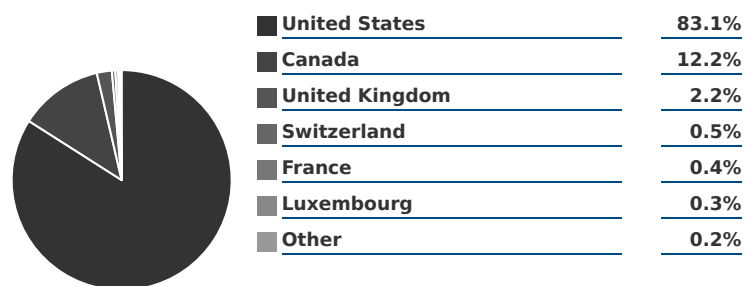 United States 83.1%
Canada 12.2%
United Kingdom 2.2%
Switzerland 0.5%
France 0.4%
Luxembourg 0.3%
Other 0.2%